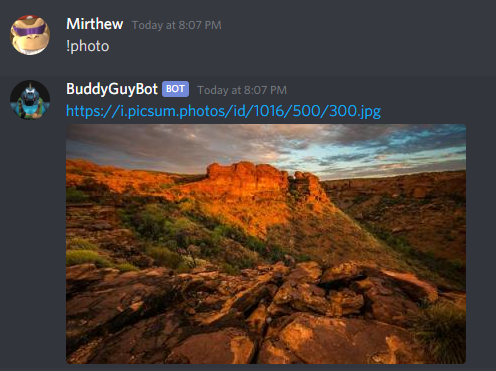 Mirthew Today at 8:07 PM
!photo
BuddyGuyBot BOT Today at 8:07 PM
https://i.picsum.photos/id/1016/500/300.jpg